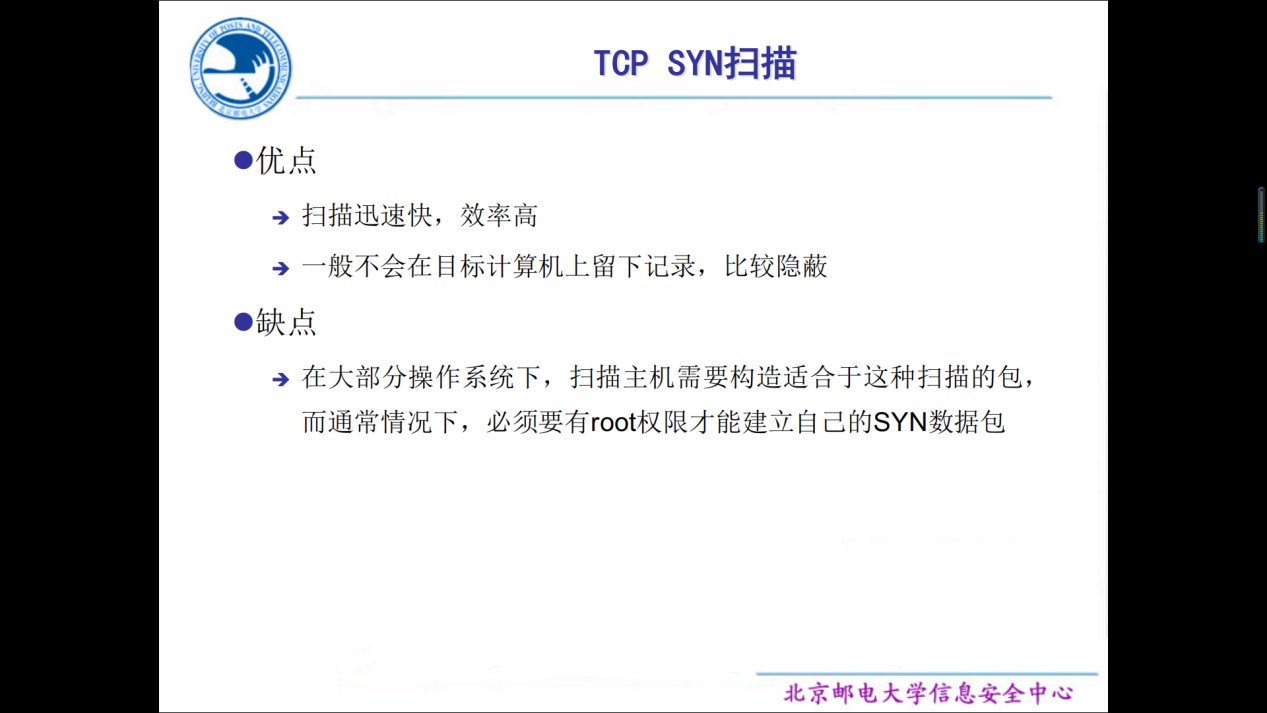 TCP SYN扫描
优点
扫描迅速快，效率高
一般不会在目标计算机上留下记录，比较隐蔽
缺点
在大部分操作系统下，扫描主机需要构造适合于这种扫描的包，
而通常情况下，必须要有root权限才能建立自己的SYN数据包
北京邮电大学信息安全中心